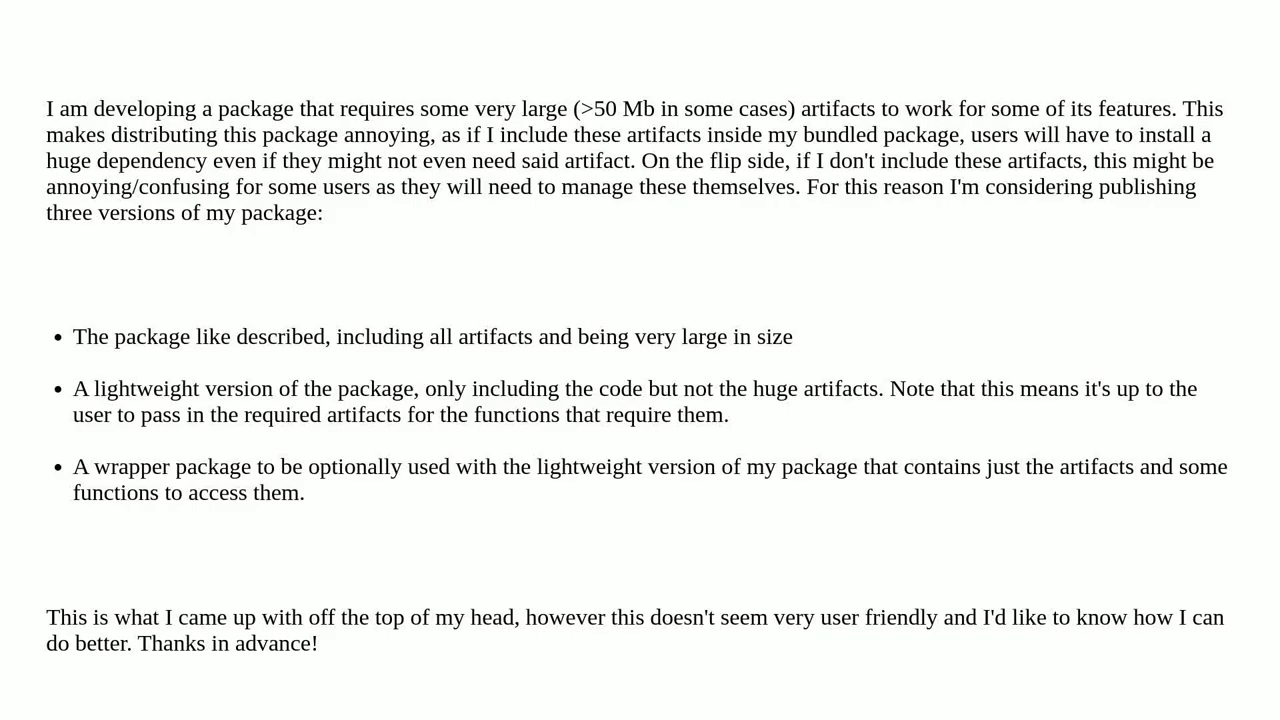 I am developing a package that requires some very large (>50 Mb in some cases) artifacts to work for some of its features. This
makes distributing this package annoying, as if I include these artifacts inside my bundled package, users will have to install a
huge dependency even if they might not even need said artifact. On the flip side, if I don't include these artifacts, this might be
annoying/confusing for some users as they will need to manage these themselves. For this reason I'm considering publishing
three versions of my package:
• The package like described, including all artifacts and being very large in size
• A lightweight version of the package, only including the code but not the huge artifacts. Note that this means it's up to the
user to pass in the required artifacts for the functions that require them.
• A wrapper package to be optionally used with the lightweight version of my package that contains just the artifacts and some
functions to access them.
This is what I came up with off the top of my head, however this doesn't seem very user friendly and I'd like to know how I can
do better. Thanks in advance!